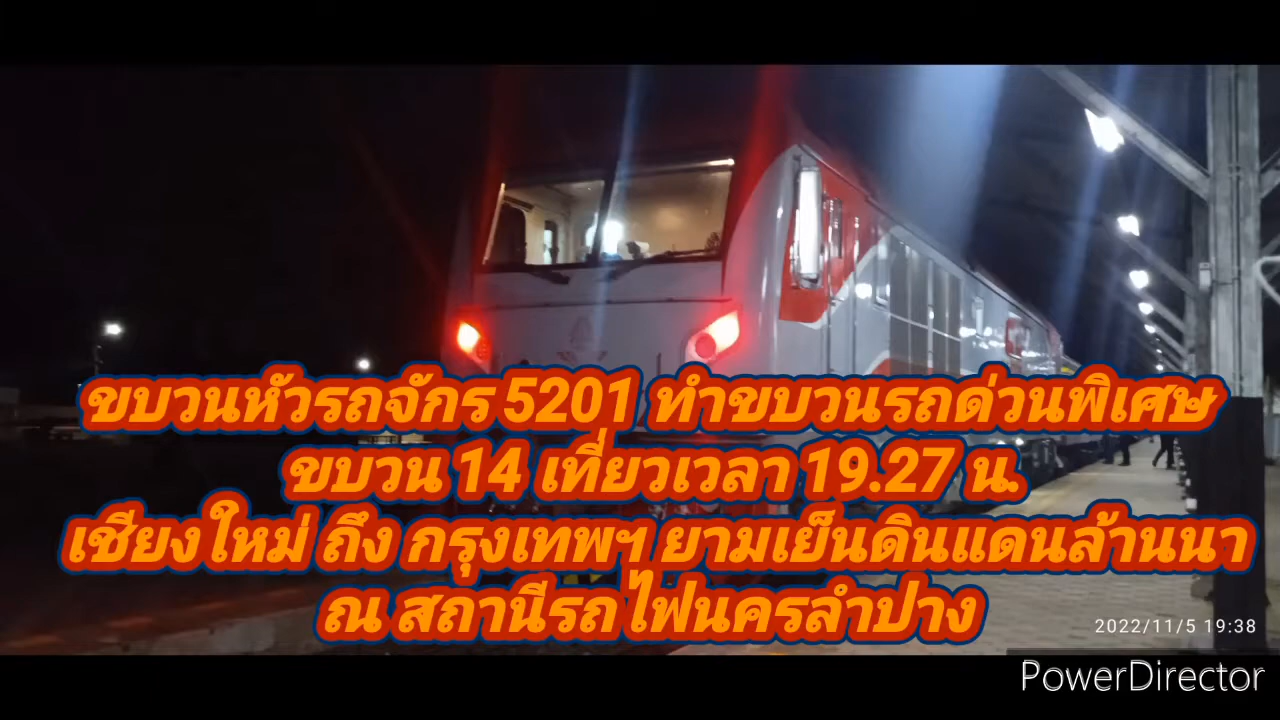 ขบวนหัวรถจักร 5201 ทำขบวนรถด่วนพิเศษ
ขบวน 14 เที่ยวเวลา 19.27 น.
เชียงใหม่ ถึง กรุงเทพฯ ยามเย็นดินแดนล้านนา
ณ สถานีรถไฟนครลำปาง
2022/11/5 19:38
PowerDirector